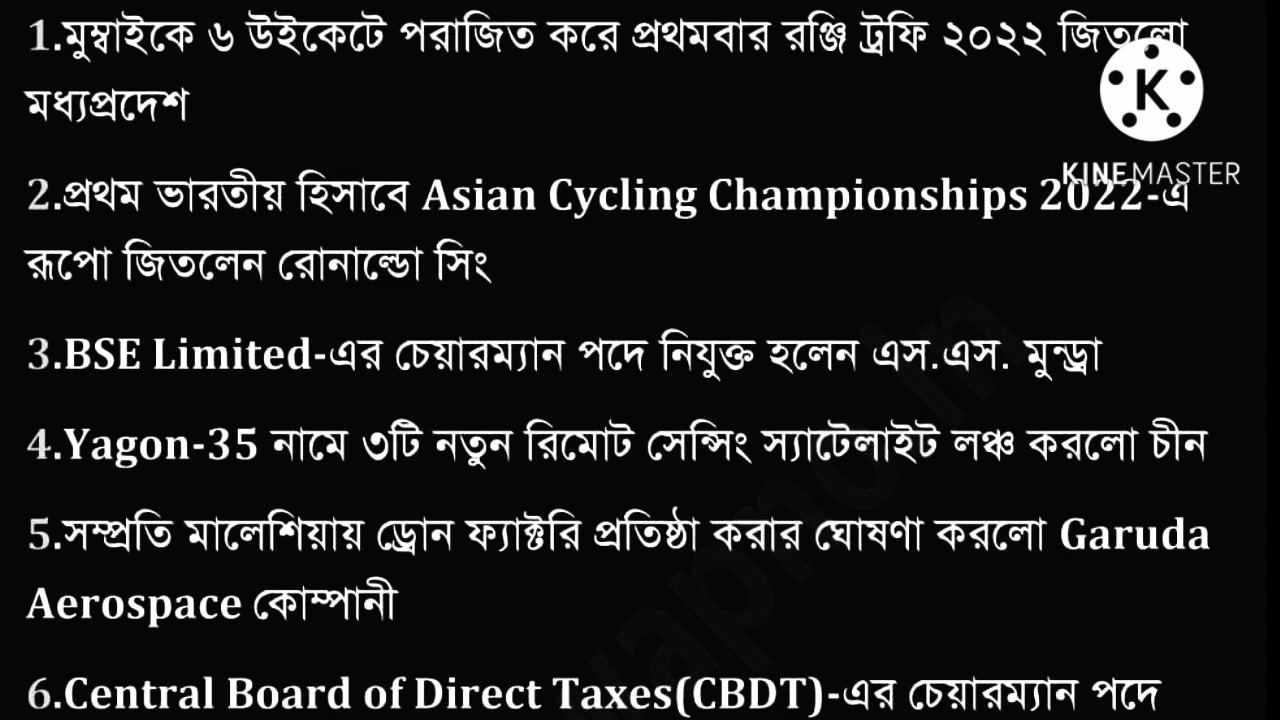 1.মুম্বাইকে ৬ উইকেটে পরাজিত করে প্রথমবার রঞ্জি ট্রফি ২০২২ জিতলো
মধ্যপ্রদেশ
K
KINEMASTER
2.প্রথম ভারতীয় হিসাবে Asian Cycling Championships 2022-এ
রূপো জিতলেন রোনাল্ডো সিং
3.BSE Limited-এর চেয়ারম্যান পদে নিযুক্ত হলেন এস.এস. মুন্দ্রা
4.Yagon-35 নামে ৩টি নতুন রিমোট সেন্সিং স্যাটেলাইট লঞ্চ করলো চীন
5.সম্প্রতি মালেশিয়ায় ড্রোন ফ্যাক্টরি প্রতিষ্ঠা করার ঘোষণা করলো Garuda
Aerospace কোম্পানী
6.Central Board of Direct Taxes(CBDT)-এর চেয়ারম্যান পদে